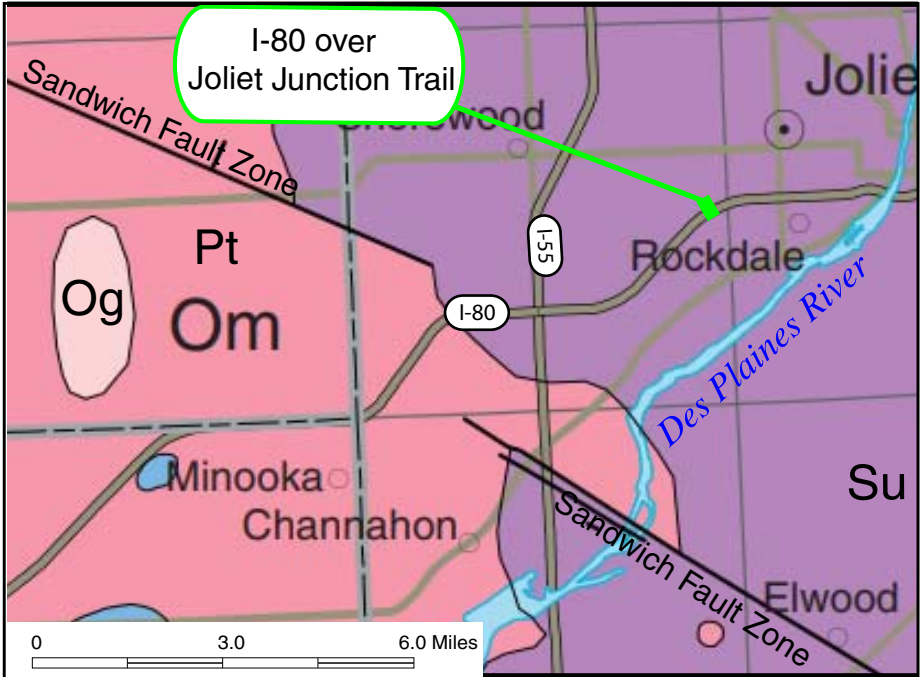 I-80 over
Joliet Junction Trail
Jolie
Sandwich Fault Zone
Rockdale
Pt
I-55
Og
Om
I-80
Des Plaines River
Minooka
Su
Channahon
Sandwich Fault Zone
Elwood
0 3.0 6.0 Miles